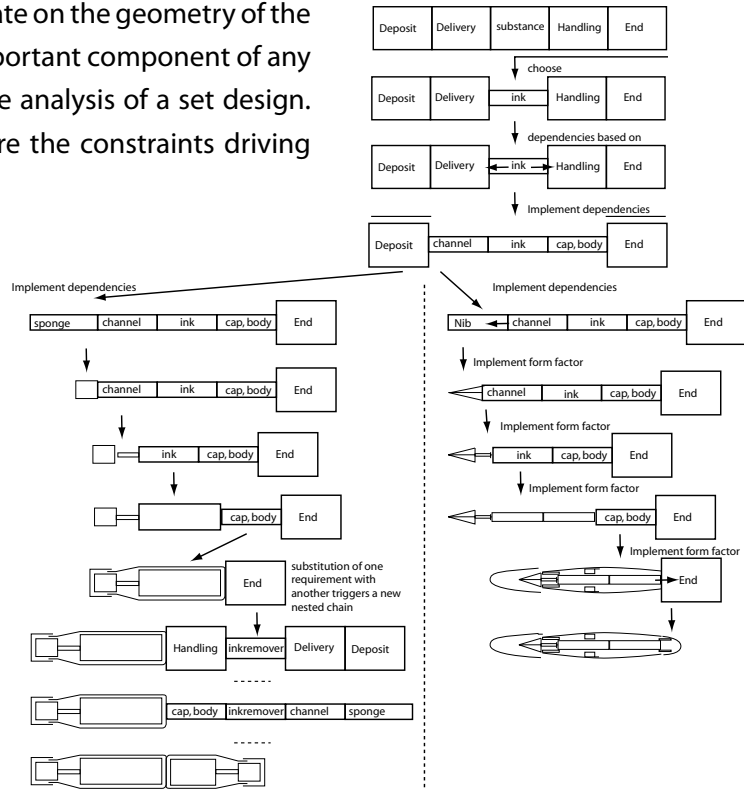 ate on the geometry of the
portant component of any
e analysis of a set design.
re the constraints driving
Deposit Delivery substance Handling End
choose
Deposit Delivery ink Handling End
dependencies based on
Deposit Delivery ink Handling End
Implement dependencies
Deposit channel ink cap, body End
Implement dependencies
sponge channel ink cap, body End
channel ink cap, body End
ink cap, body End
cap, body End
End
substitution of one
requirement with
another triggers a new
nested chain
Handling inkremover Delivery Deposit
cap, body inkremover channel sponge
Implement dependencies
Nib channel ink cap, body End
Implement form factor
channel ink cap, body End
Implement form factor
ink cap, body End
Implement form factor
cap, body End
Implement form factor
End